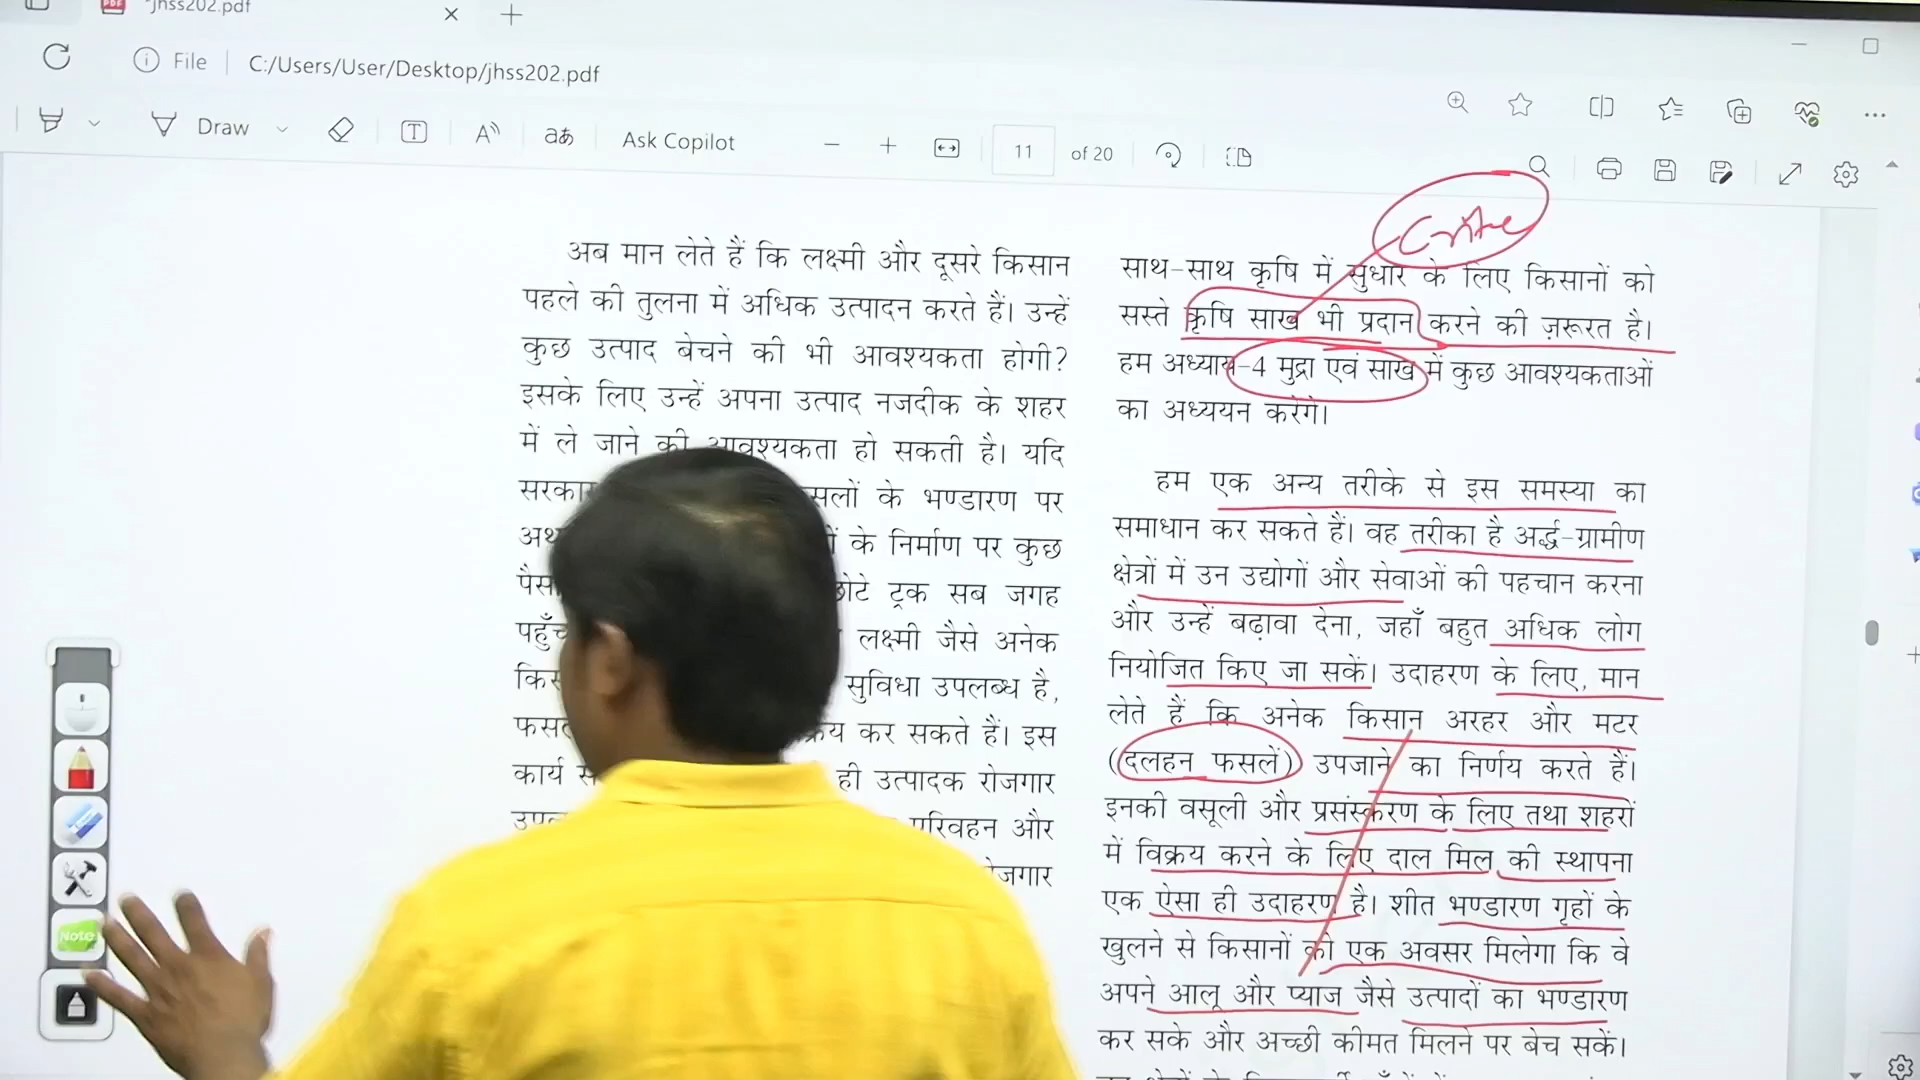 jhss202.pdf
File
C:/Users/User/Desktop/jhss202.pdf
Draw
T
A
aあ
Ask Copilot
11
of 20
अब मान लेते हैं कि लक्ष्मी और दूसरे किसान
पहले की तुलना में अधिक उत्पादन करते हैं। उन्हें
कुछ उत्पाद बेचने की भी आवश्यकता होगी?
इसके लिए उन्हें अपना उत्पाद नजदीक के शहर
में ले जाने की आवश्यकता हो सकती है। यदि
के भण्डारण पर
के निर्माण पर कुछ
ट्रक सब जगह
लक्ष्मी जैसे अनेक
सुविधा उपलब्ध है,
कर सकते हैं। इस
कार्य ही उत्पादक रोजगार
परिवहन और
साथ-साथ कृषि में सुधार के लिए किसानों को
सस्ते कृषि साख भी प्रदान करने की ज़रूरत है।
हम अध्याय-4 मुद्रा एवं साख में कुछ आवश्यकताओं
का अध्ययन करेंगे।
हम एक अन्य तरीके से इस समस्या का
समाधान कर सकते हैं। वह तरीका है अर्द्ध-ग्रामीण
क्षेत्रों में उन उद्योगों और सेवाओं की पहचान करना
और उन्हें बढ़ावा देना, जहाँ बहुत अधिक लोग
नियोजित किए जा सकें। उदाहरण के लिए, मान
लेते हैं कि अनेक किसान अरहर और मटर
(दलहन फसलें) उपजाने का निर्णय करते हैं।
इनकी वसूली और प्रसंस्करण के लिए तथा शहरों
में विक्रय करने के लिए दाल मिल की स्थापना
एक ऐसा ही उदाहरण है। शीत भण्डारण गृहों के
खुलने से किसानों को एक अवसर मिलेगा कि वे
अपने आलू और प्याज जैसे उत्पादों का भण्डारण
कर सके और अच्छी कीमत मिलने पर बेच सकें।
Note